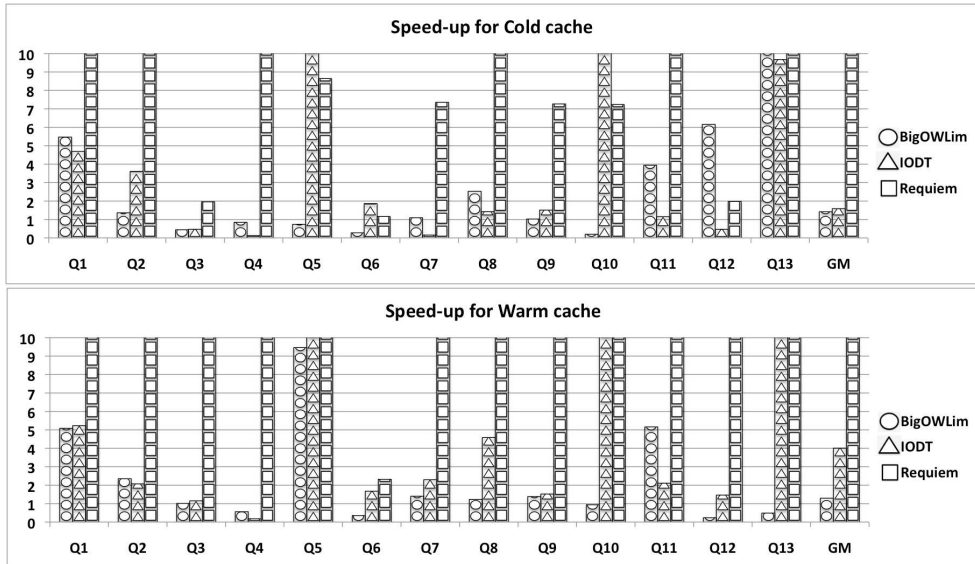 Speed-up for Cold cache
10
9
8
7
6
5
4
3
2
1
0
Q1 Q2 Q3 Q4 Q5 Q6 Q7 Q8 Q9 Q10 Q11 Q12 Q13 GM
BigOWLim
IODT
Requiem
Speed-up for Warm cache
10
9
8
7
6
5
4
3
2
1
0
Q1 Q2 Q3 Q4 Q5 Q6 Q7 Q8 Q9 Q10 Q11 Q12 Q13 GM
BigOWLim
IODT
Requiem